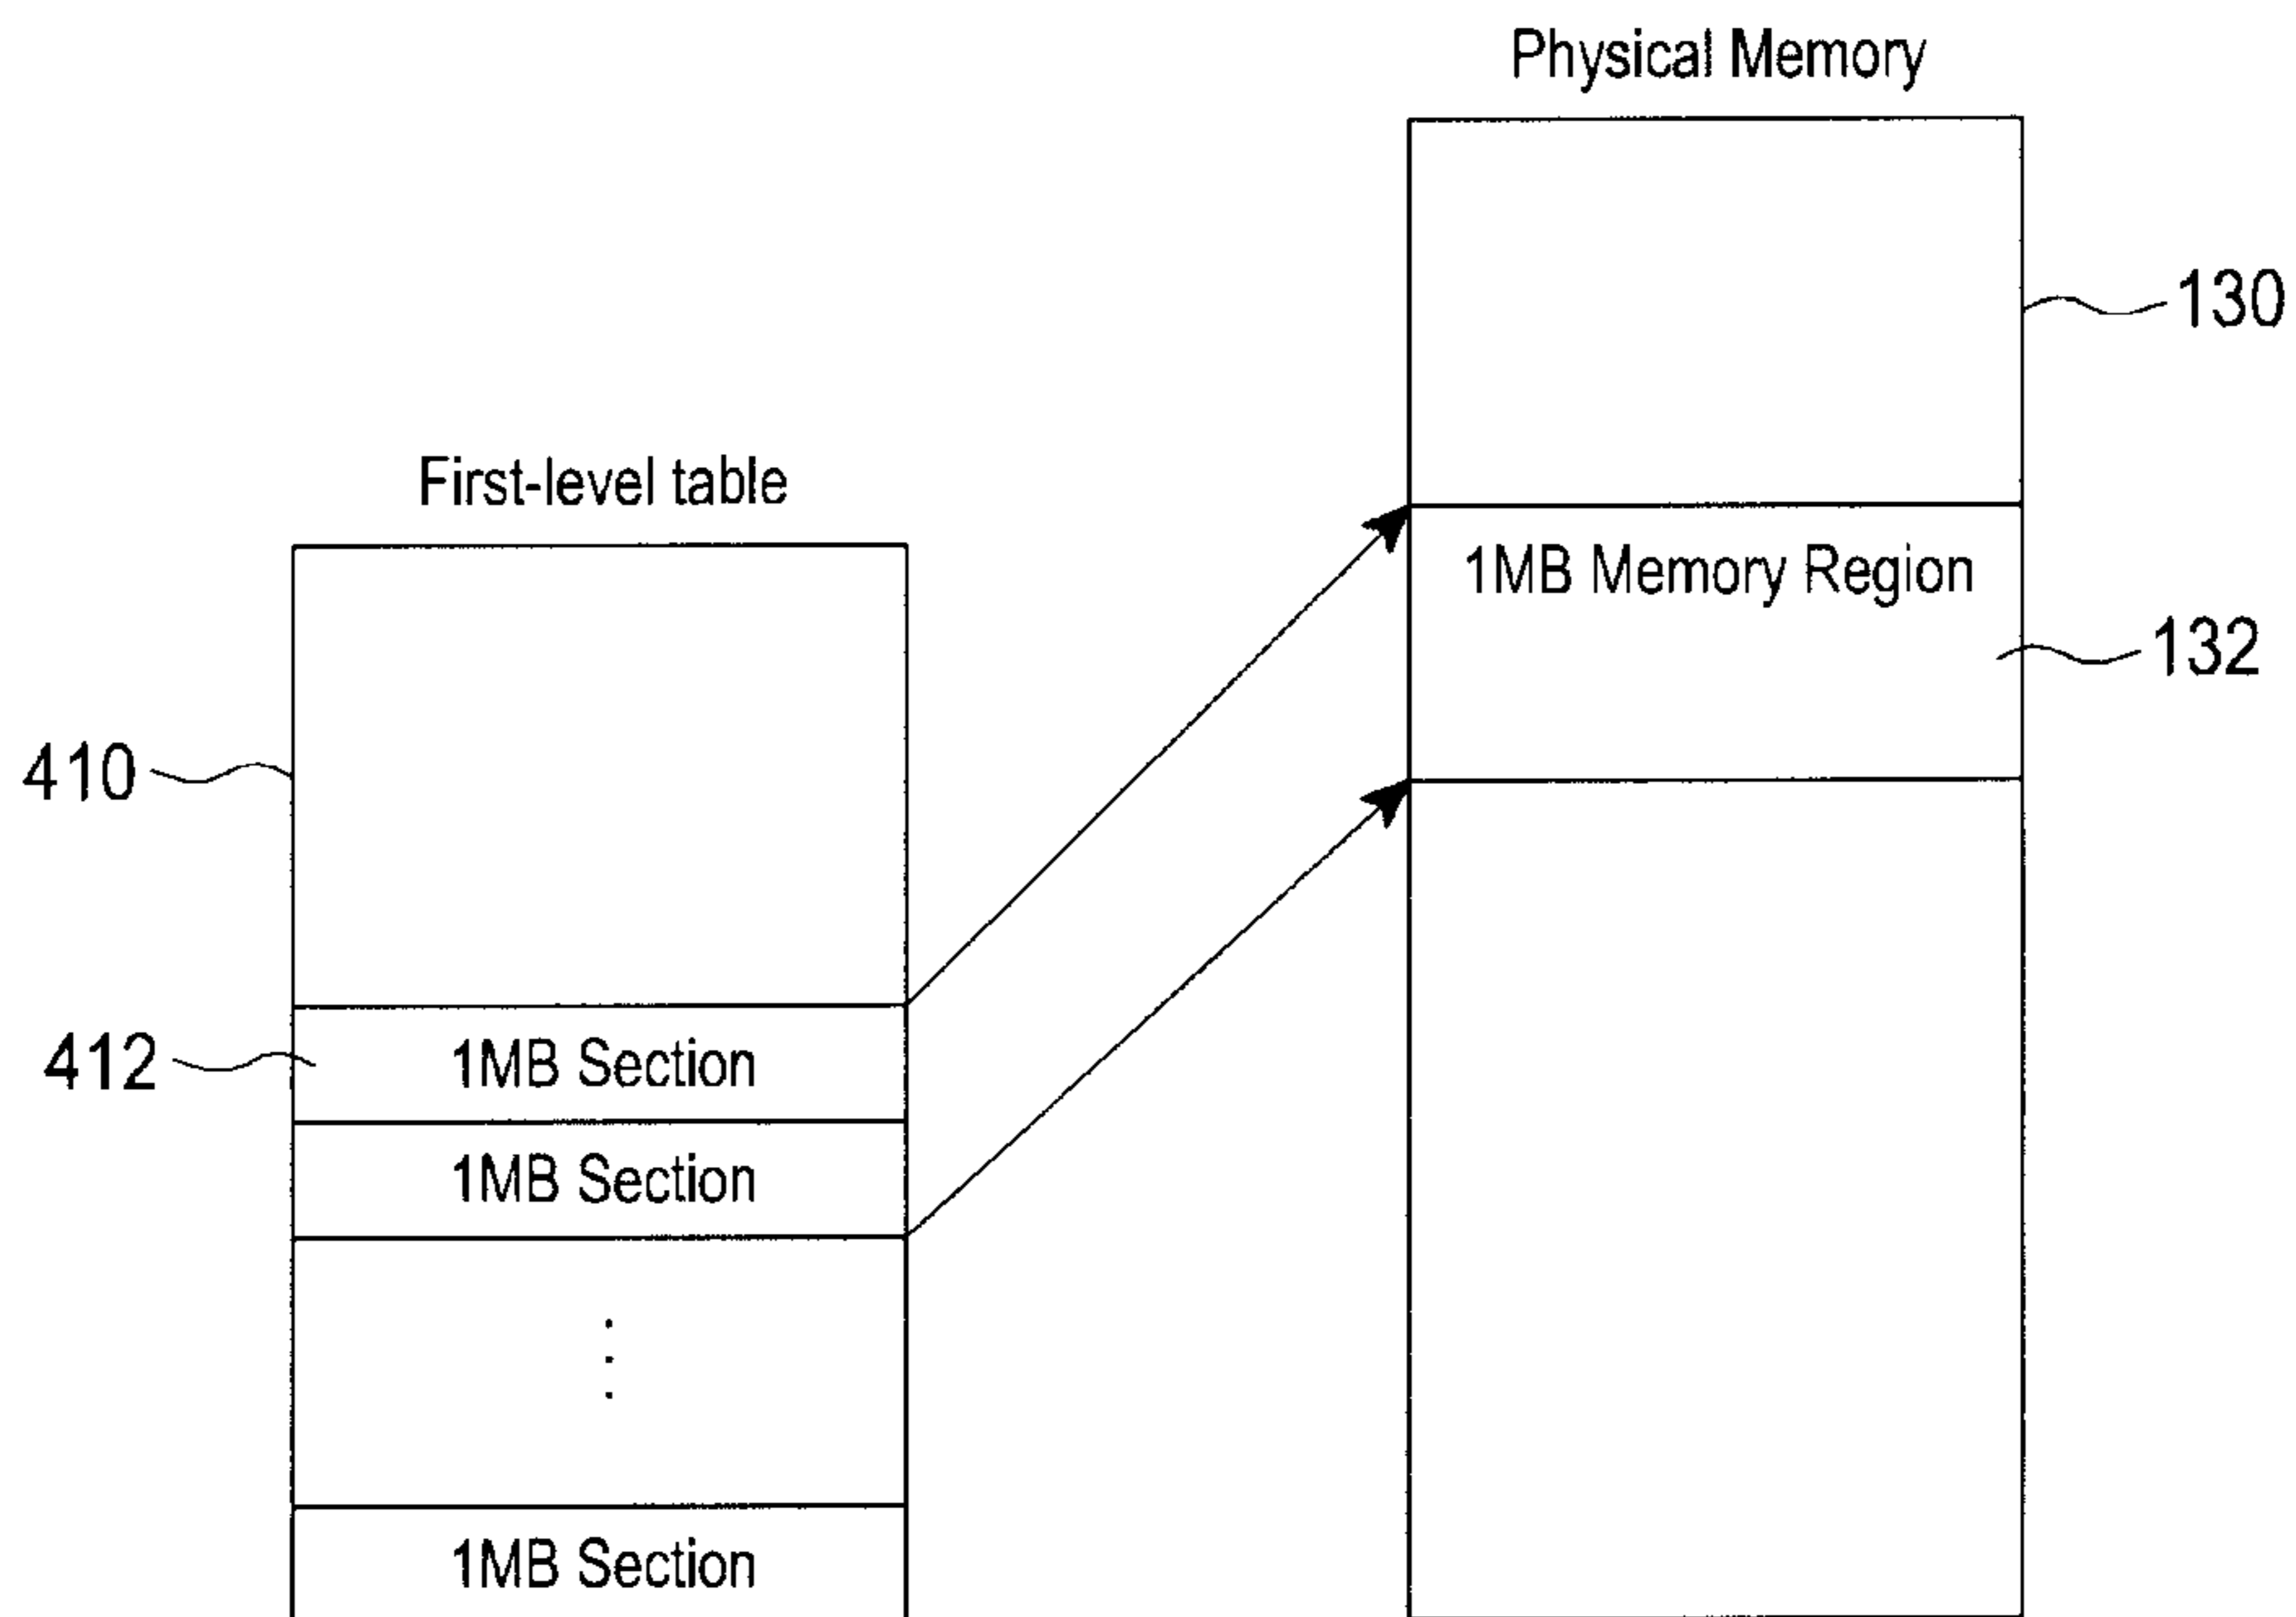 Physical Memory
130
First-level table
1MB Memory Region
132
410
412
1MB Section
1MB Section
1MB Section